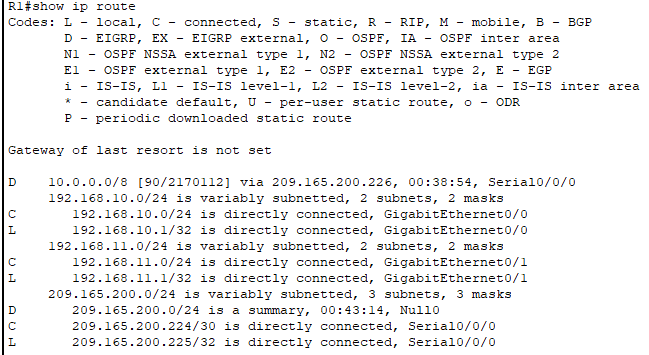 R1#show ip route
Codes: L - local, C - connected, S - static, R - RIP, M - mobile, B - BGP
D - EIGRP, EX - EIGRP external, O - OSPF, IA - OSPF inter area
N1 - OSPF NSSA external type 1, N2 - OSPF NSSA external type 2
E1 - OSPF external type 1, E2 - OSPF external type 2, E - EGP
i - IS-IS, L1 - IS-IS level-1, L2 - IS-IS level-2, ia - IS-IS inter area
* - candidate default, U - per-user static route, o - ODR
P - periodic downloaded static route
Gateway of last resort is not set
D 10.0.0.0/8 [90/2170112] via 209.165.200.226, 00:38:54, Serial0/0/0
192.168.10.0/24 is variably subnetted, 2 subnets, 2 masks
C 192.168.10.0/24 is directly connected, GigabitEthernet0/0
L 192.168.10.1/32 is directly connected, GigabitEthernet0/0
192.168.11.0/24 is variably subnetted, 2 subnets, 2 masks
C 192.168.11.0/24 is directly connected, GigabitEthernet0/1
L 192.168.11.1/32 is directly connected, GigabitEthernet0/1
209.165.200.0/24 is variably subnetted, 3 subnets, 3 masks
D 209.165.200.0/24 is a summary, 00:43:14, Null0
C 209.165.200.224/30 is directly connected, Serial0/0/0
L 209.165.200.225/32 is directly connected, Serial0/0/0